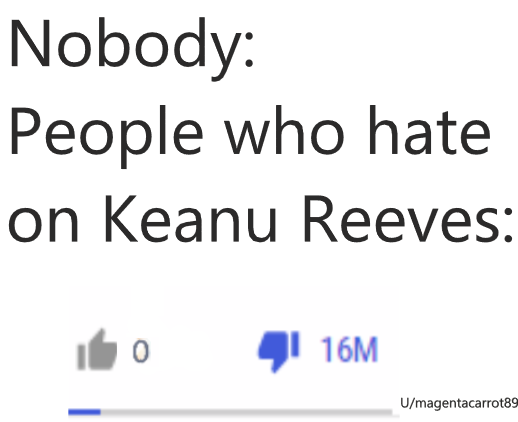 Nobody:
People who hate
on Keanu Reeves:
0 16M
U/magentacarrot89